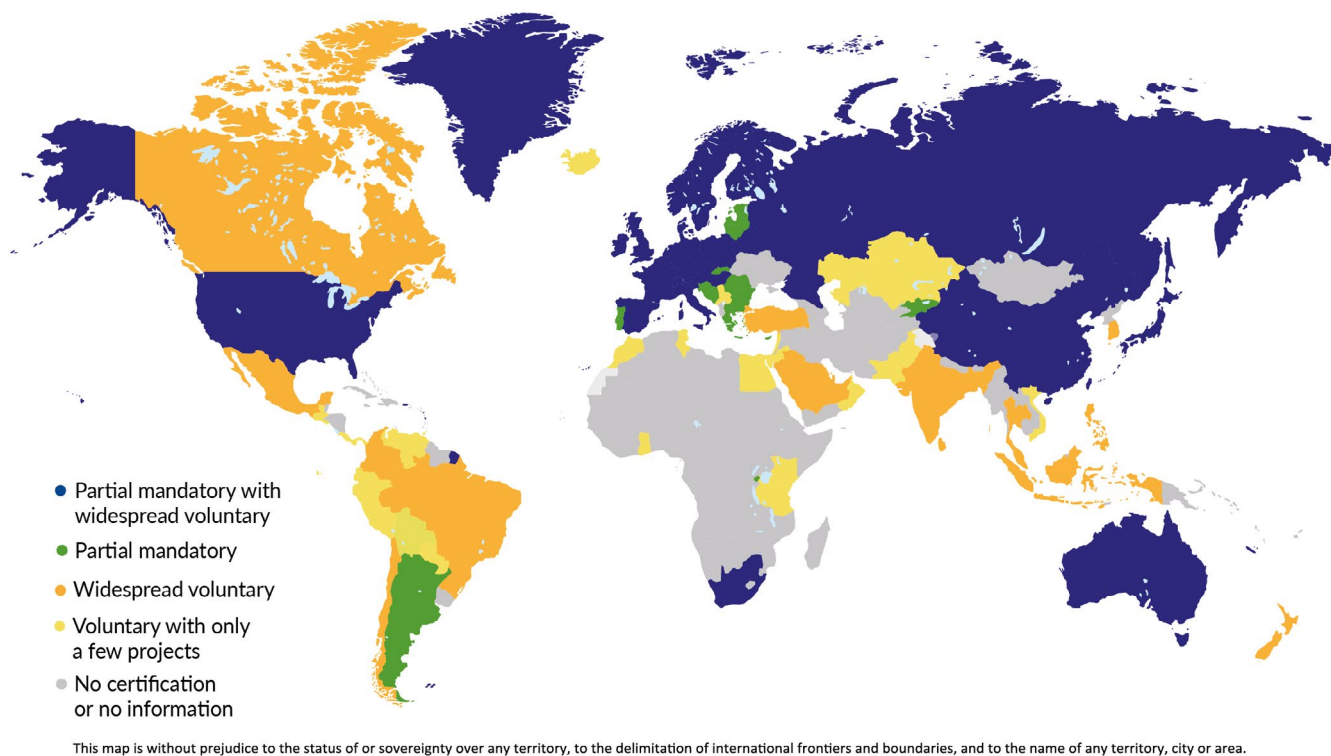 Partial mandatory with
widespread voluntary
Partial mandatory
Widespread voluntary
Voluntary with only
a few projects
No certification
or no information
This map is without prejudice to the status of or sovereignty over any territory, to the delimitation of international frontiers and boundaries, and to the name of any territory, city or area.